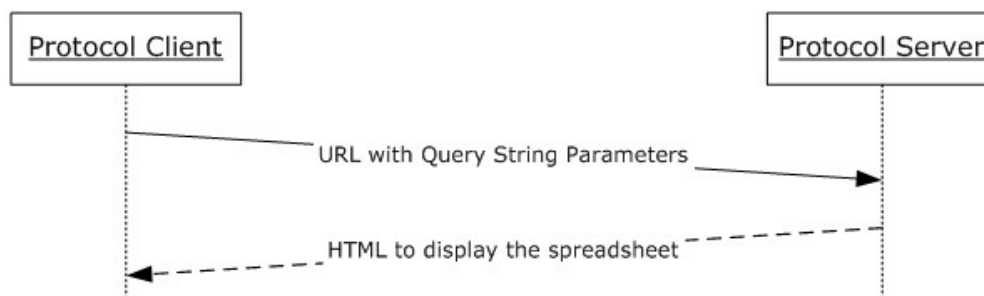 Protocol Client
Protocol Server
URL with Query String Parameters
HTML to display the spreadsheet